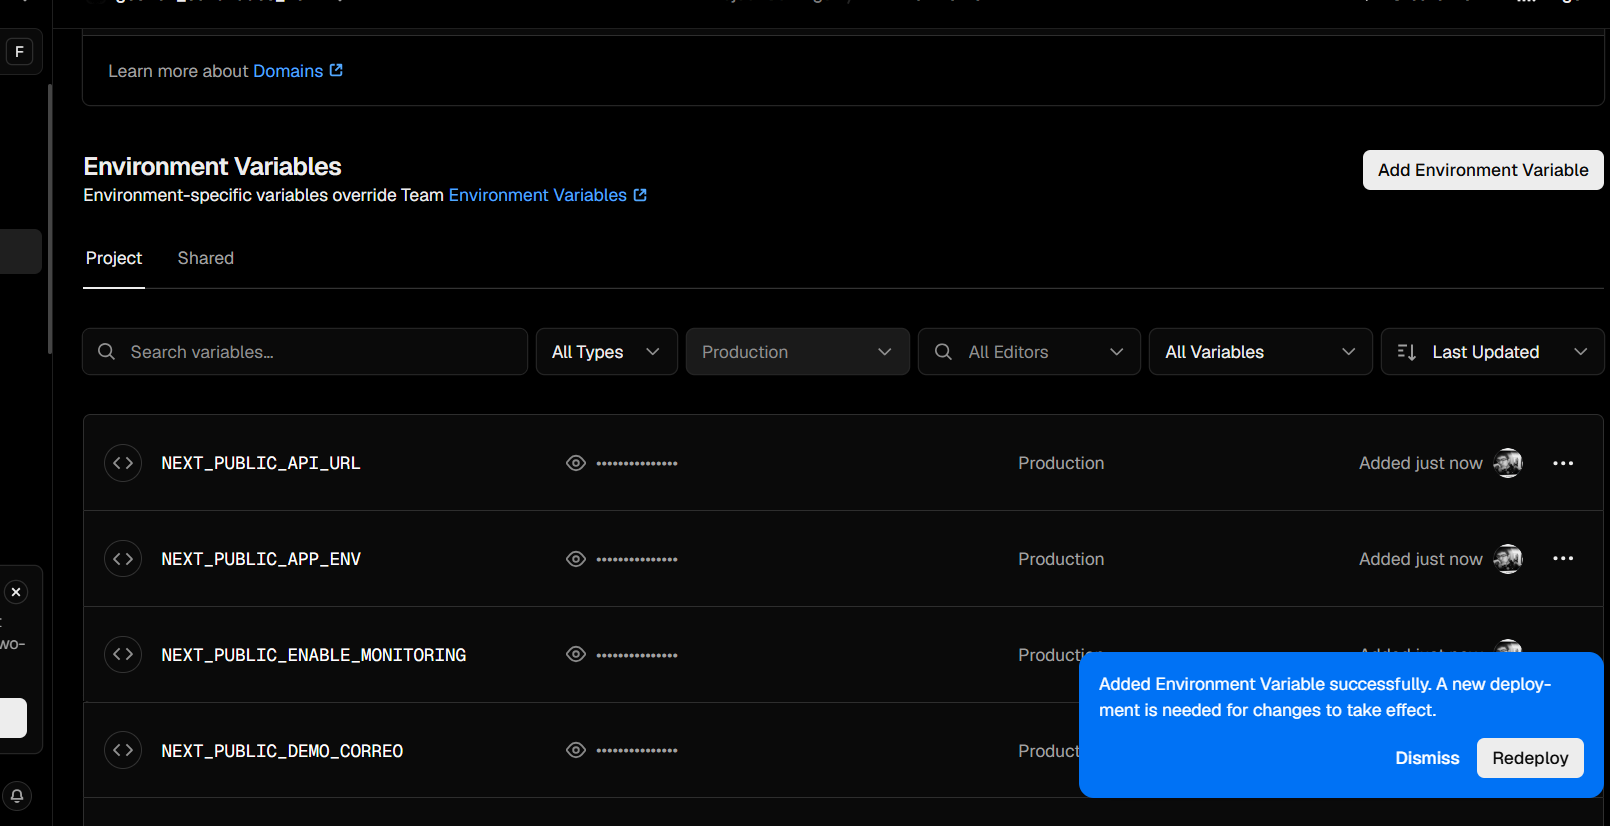 F
Learn more about Domains
Environment Variables
Add Environment Variable
Environment-specific variables override Team Environment Variables
Project Shared
Search variables...
All Types
Production
All Editors
All Variables
Last Updated
NEXT_PUBLIC_API_URL
•••••••••••••••
Production
Added just now
NEXT_PUBLIC_APP_ENV
•••••••••••••••
Production
Added just now
NEXT_PUBLIC_ENABLE_MONITORING
•••••••••••••••
wo-
NEXT_PUBLIC_DEMO_CORREO
•••••••••••••••
Added Environment Variable successfully. A new deploy-
ment is needed for changes to take effect.
Dismiss
Redeploy